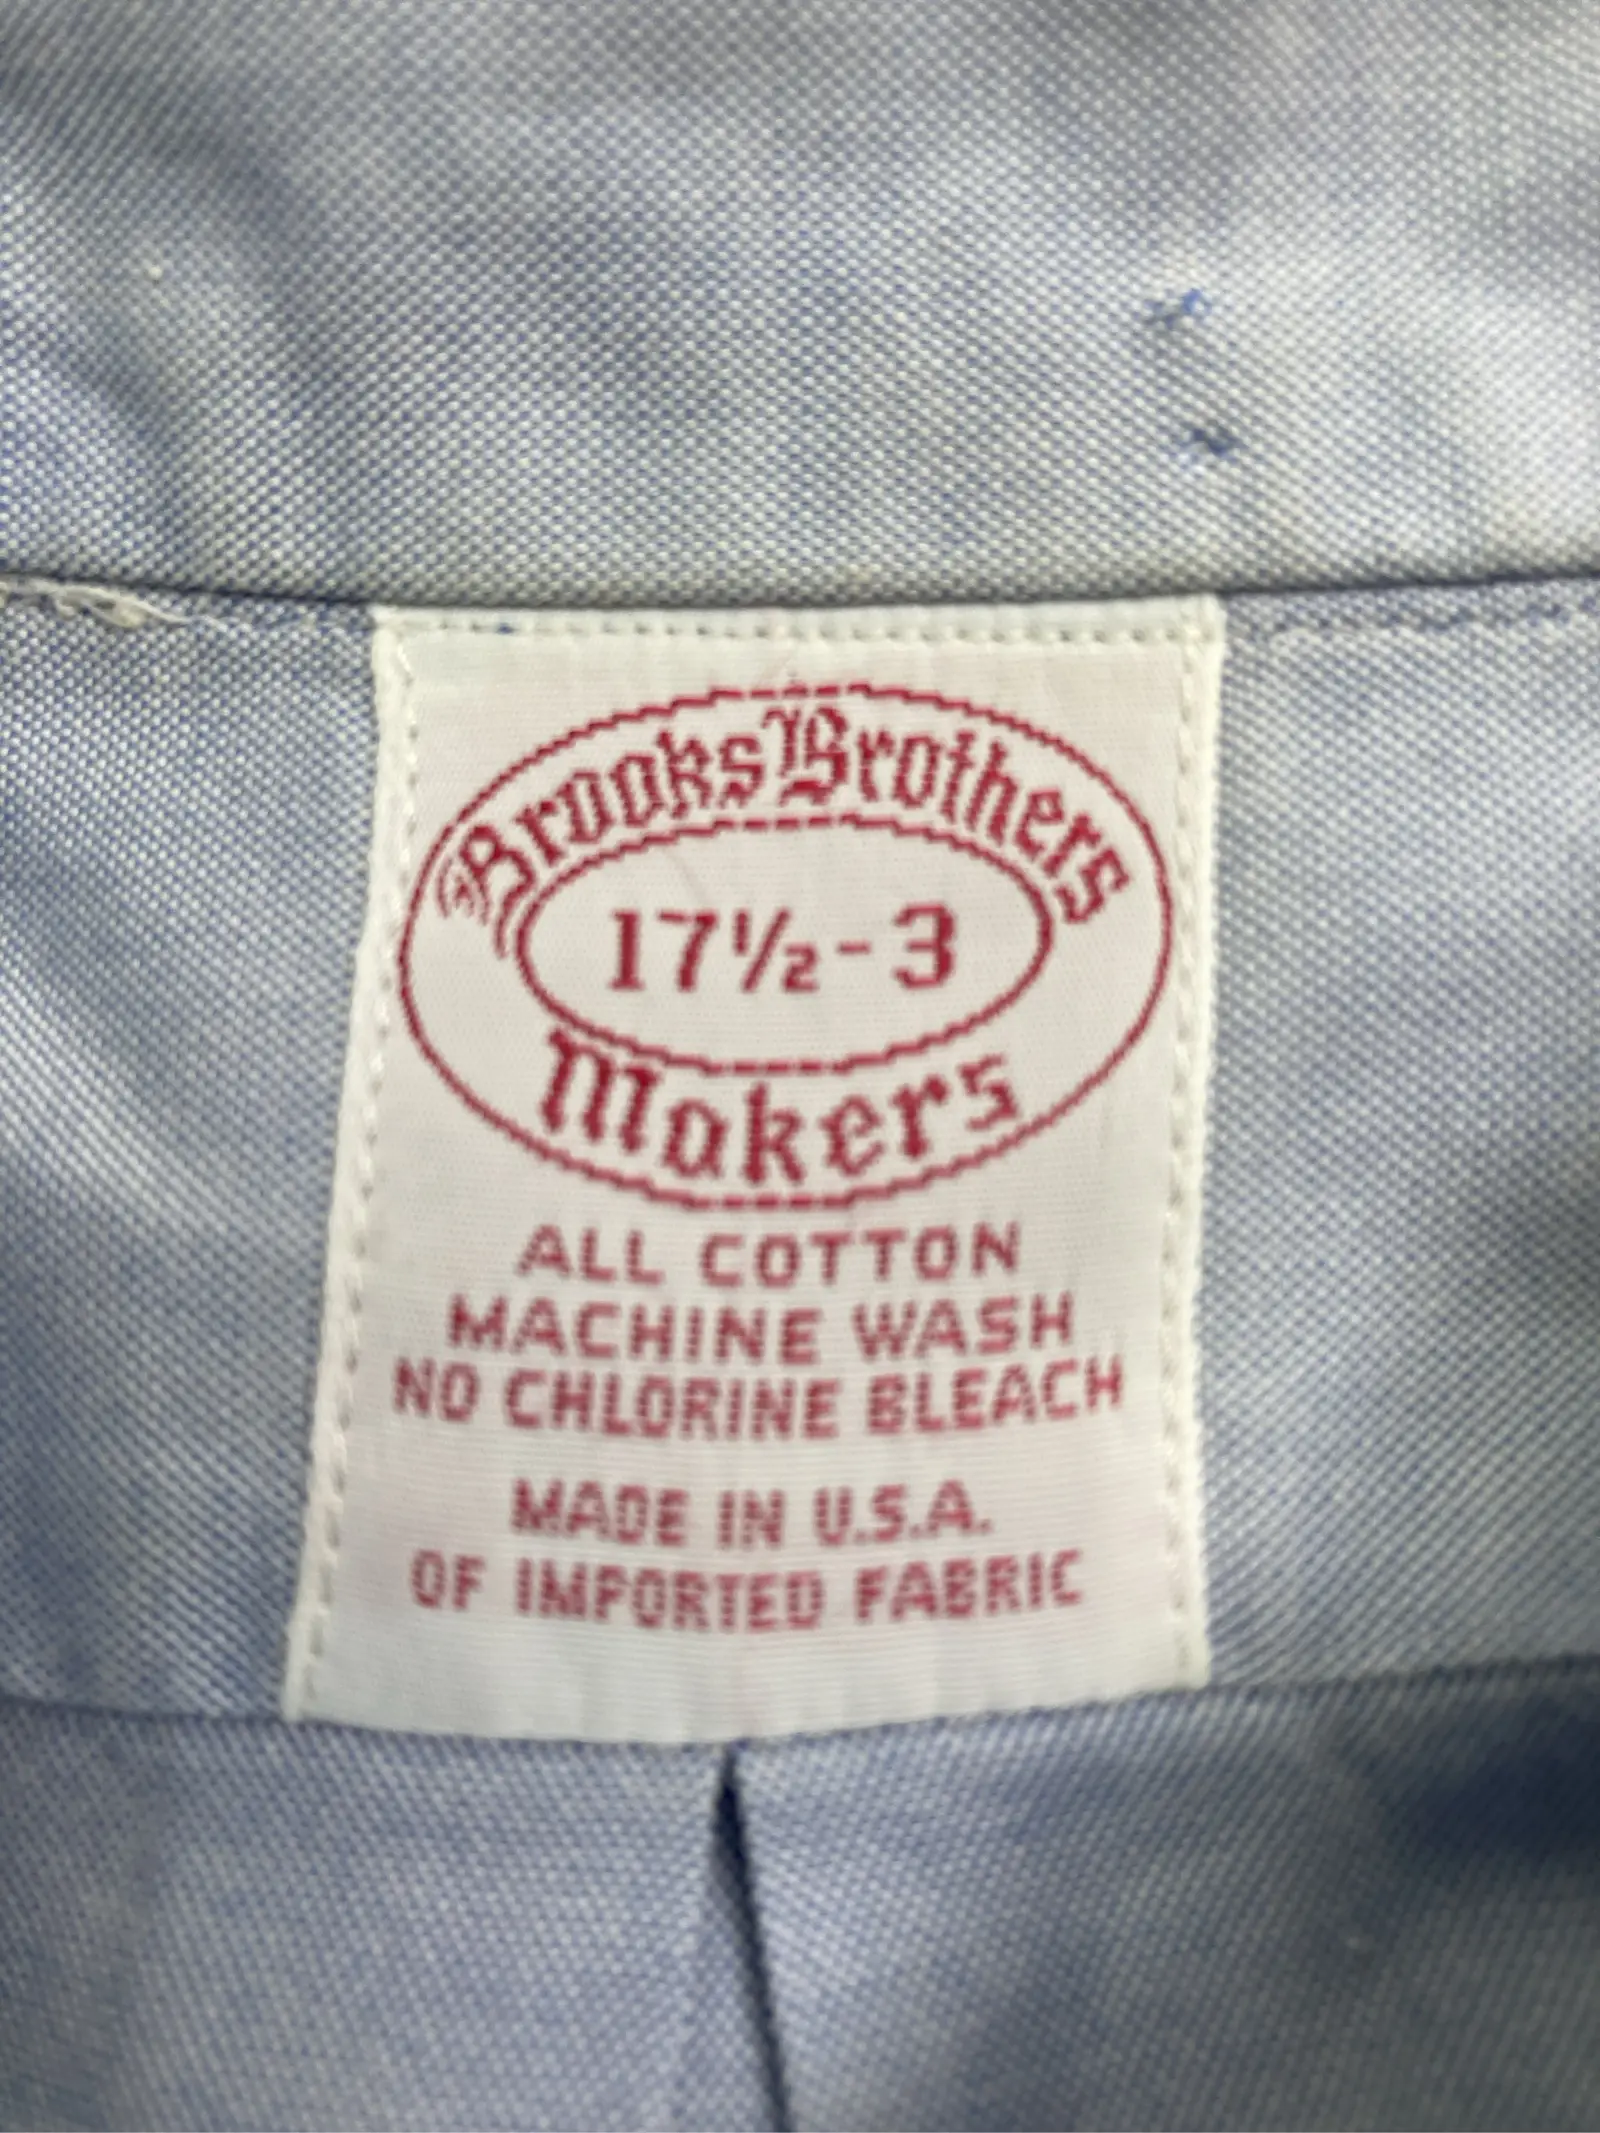 Brooks Brothers
17½-3
Makers
ALL COTTON
MACHINE WASH
NO CHLORINE BLEACH
MADE IN U.S.A.
OF IMPORTED FABRIC